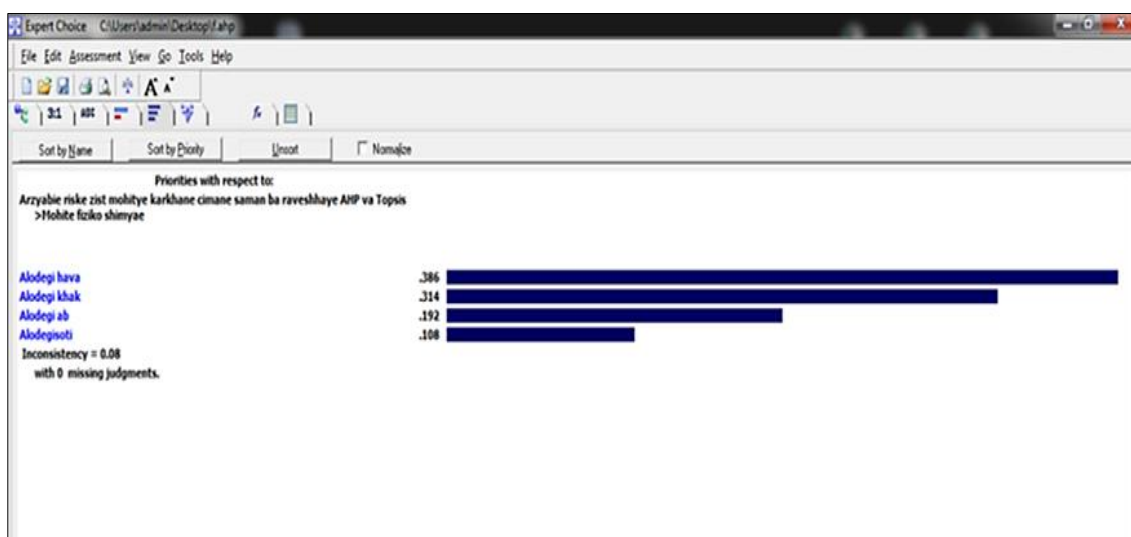 Expert Choice C:\Users\admin\Desktop\f.ahp
File Edit Assessment View Go Tools Help
A A
3:1 ABC
Sort by Name Sort by Priority Unsort Normalize
Priorities with respect to:
Arzyabie riske zist mohitye karkhane cimane saman ba raveshhaye AHP va Topsis
>Mohite fiziko shimyae
Alodegi hava .386
Alodegi khak .314
Alodegi ab .192
Alodegisoti .108
Inconsistency = 0.08
with 0 missing judgments.